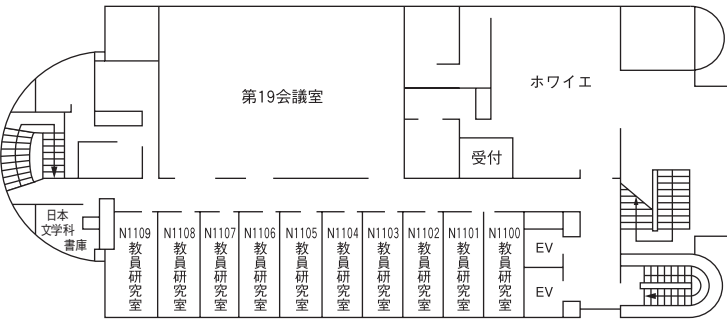 第19会議室
ホワイエ
受付
日本
文学科
書庫
N1109
教員研究室
N1108
教員研究室
N1107
教員研究室
N1106
教員研究室
N1105
教員研究室
N1104
教員研究室
N1103
教員研究室
N1102
教員研究室
N1101
教員研究室
N1100
教員研究室
EV
EV